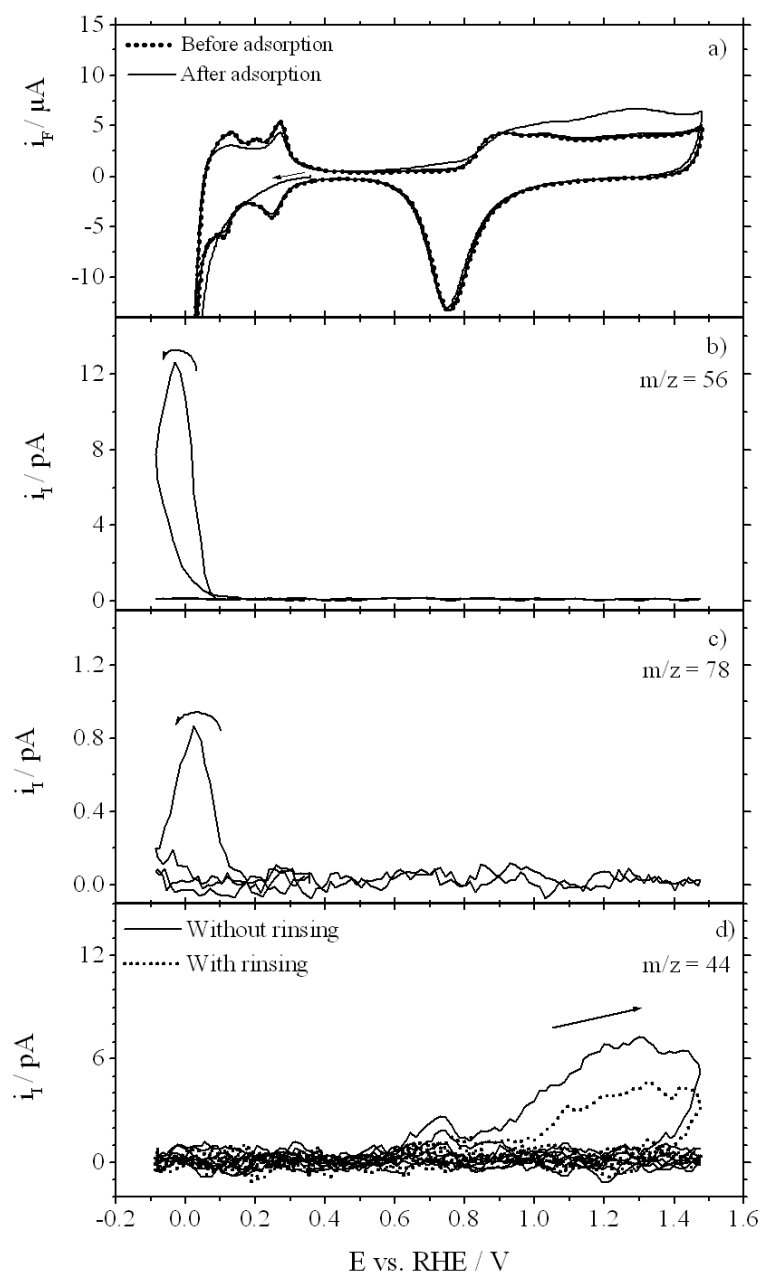 15
10
5
0
-5
-10
i_F / µA
Before adsorption
After adsorption
a)
12
8
4
0
i_I / pA
b)
m/z = 56
1.2
0.8
0.4
0.0
i_I / pA
c)
m/z = 78
12
6
0
i_I / pA
Without rinsing
With rinsing
d)
m/z = 44
-0.2 0.0 0.2 0.4 0.6 0.8 1.0 1.2 1.4 1.6
E vs. RHE / V